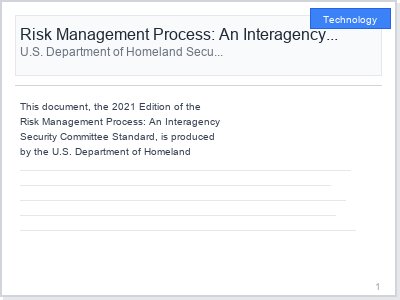 Technology
Risk Management Process: An Interagency...
U.S. Department of Homeland Secu...
This document, the 2021 Edition of the
Risk Management Process: An Interagency
Security Committee Standard, is produced
by the U.S. Department of Homeland
1